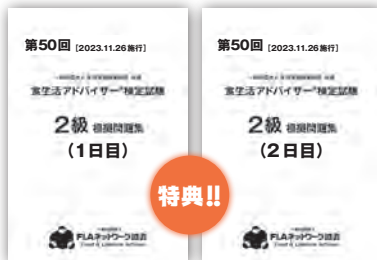 第50回 [2023.11.26施行]
食生活アドバイザー®検定試験
2級 模擬問題集
(1日目)
FLAネットワーク協会
第50回 [2023.11.26施行]
食生活アドバイザー®検定試験
2級 模擬問題集
(2日目)
FLAネットワーク協会
特典!!